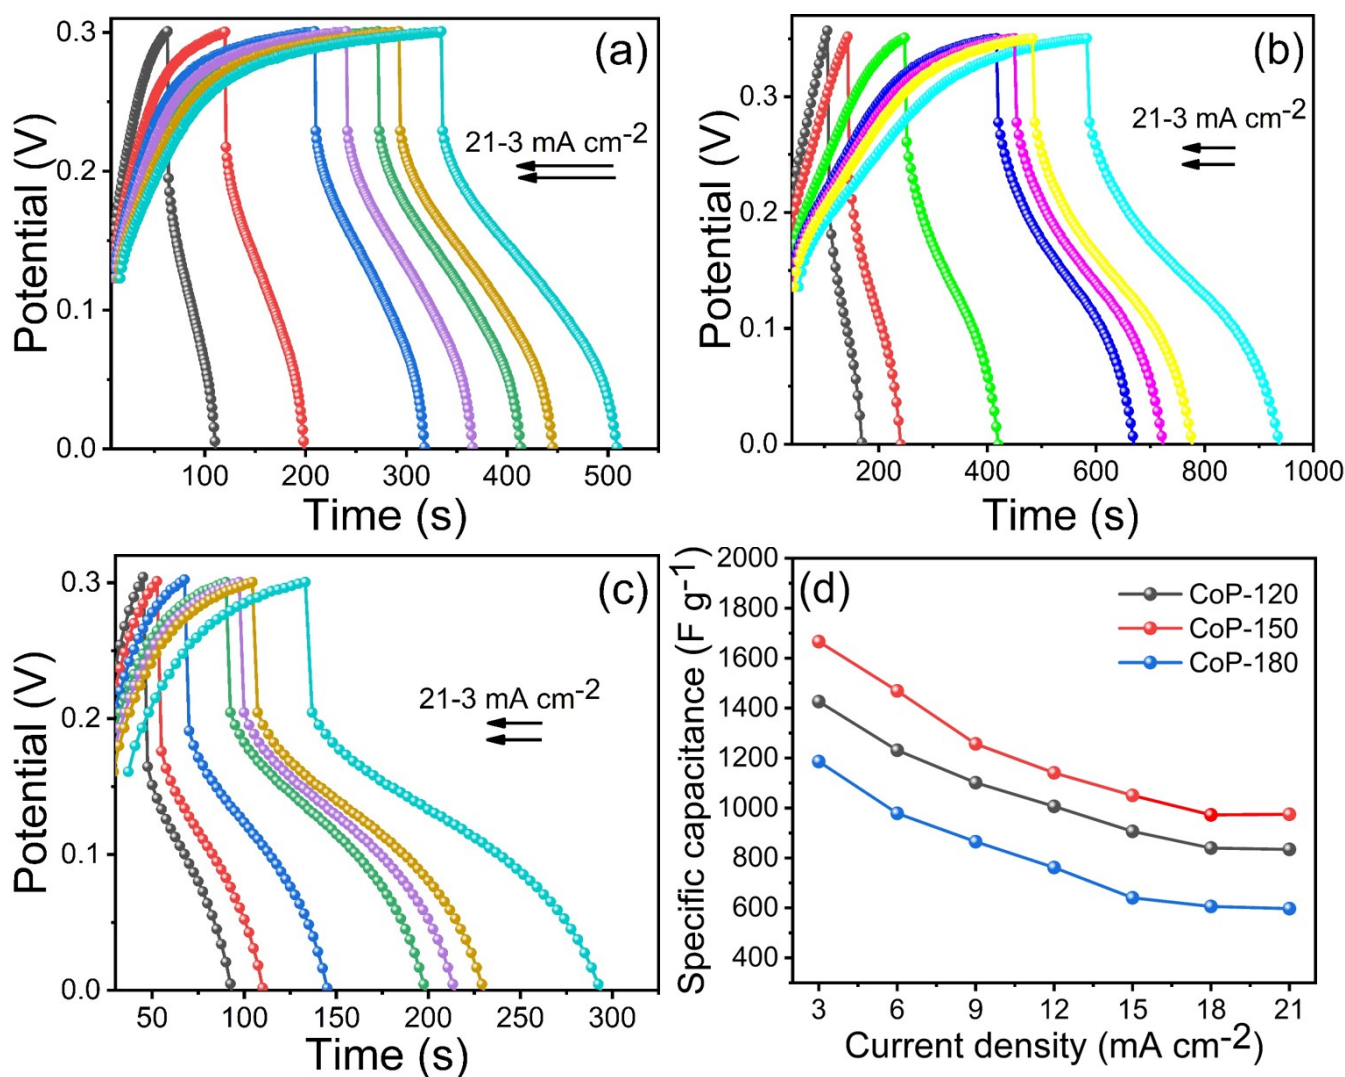 (a)
0.3
0.2
0.1
0.0
Potential (V)
21-3 mA cm-2
100 200 300 400 500
Time (s)
(b)
0.3
0.2
0.1
0.0
Potential (V)
21-3 mA cm-2
200 400 600 800 1000
Time (s)
(c)
0.3
0.2
0.1
0.0
Potential (V)
21-3 mA cm-2
50 100 150 200 250 300
Time (s)
(d)
2000
1800
1600
1400
1200
1000
800
600
400
Specific capacitance (F g-1)
CoP-120
CoP-150
CoP-180
3 6 9 12 15 18 21
Current density (mA cm-2)